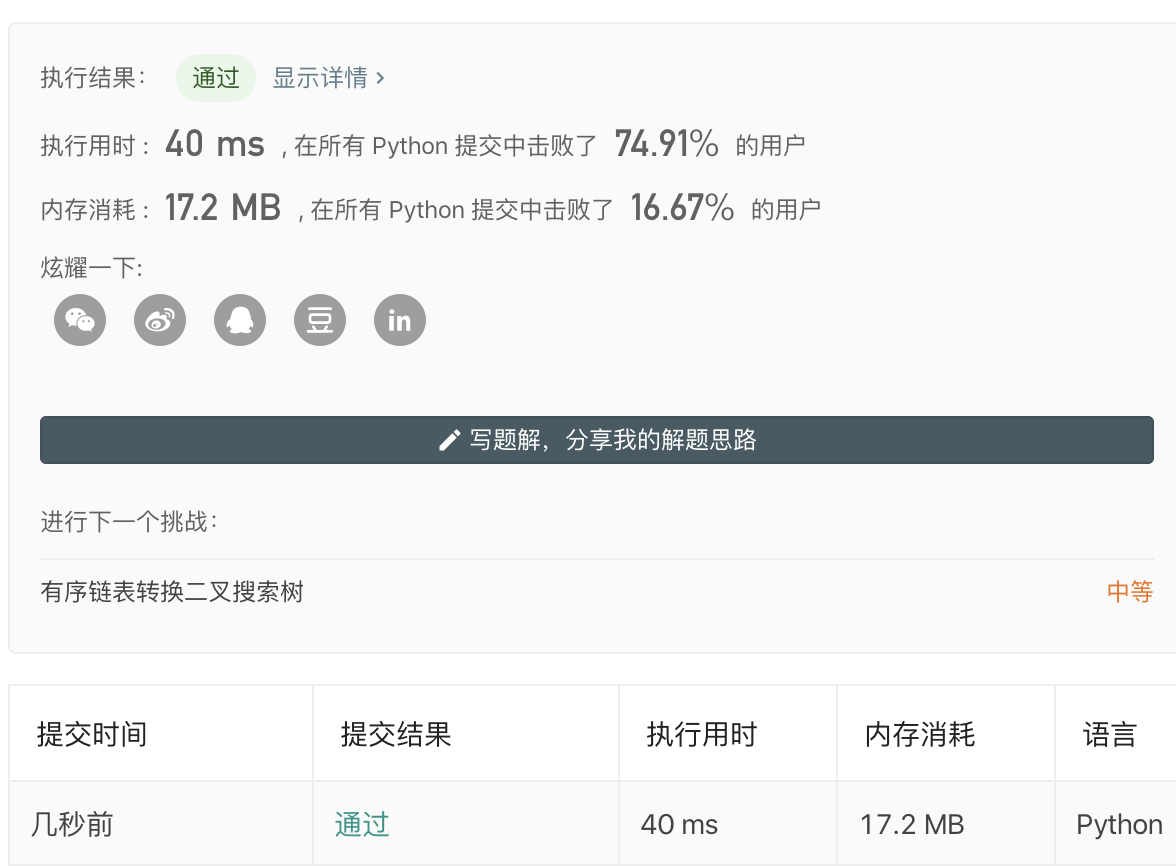 执行结果： 通过 显示详情 ›
执行用时： 40 ms ，在所有 Python 提交中击败了 74.91% 的用户
内存消耗： 17.2 MB ，在所有 Python 提交中击败了 16.67% 的用户
炫耀一下:
豆 in
写题解，分享我的解题思路
进行下一个挑战：
有序链表转换二叉搜索树 中等
提交时间 提交结果 执行用时 内存消耗 语言
几秒前 通过 40 ms 17.2 MB Python